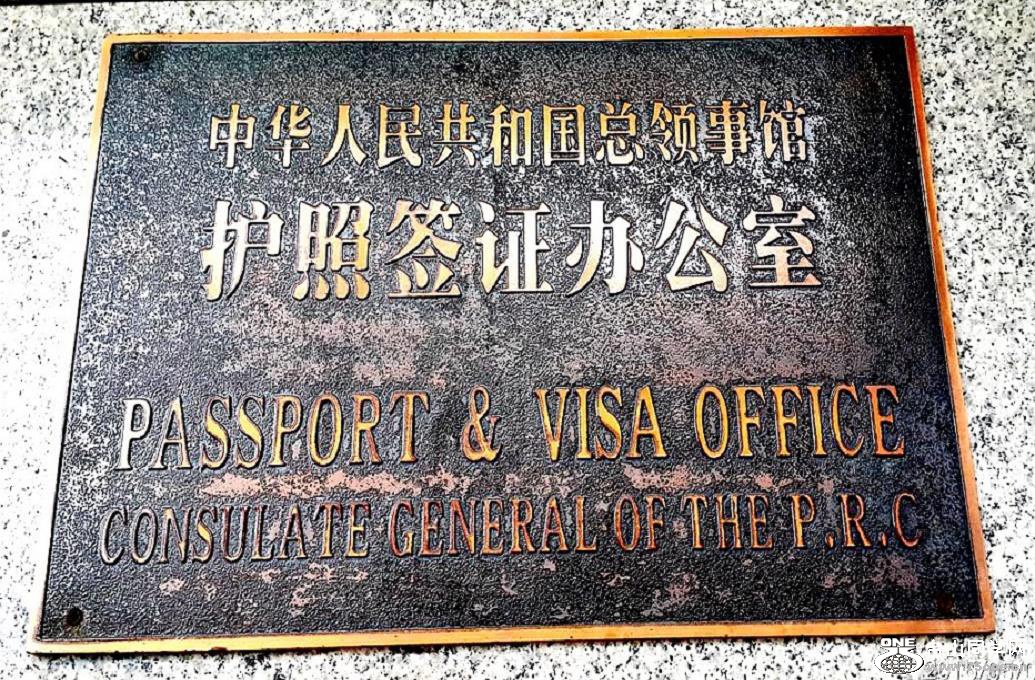 中华人民共和国总领事馆
护照签证办公室
PASSPORT & VISA OFFICE
CONSULATE GENERAL OF THE P.R.C
ONE